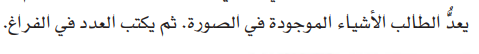 يعدُّ الطالب الأشياء الموجودة في الصورة. ثم يكتب العدد في الفراغ.